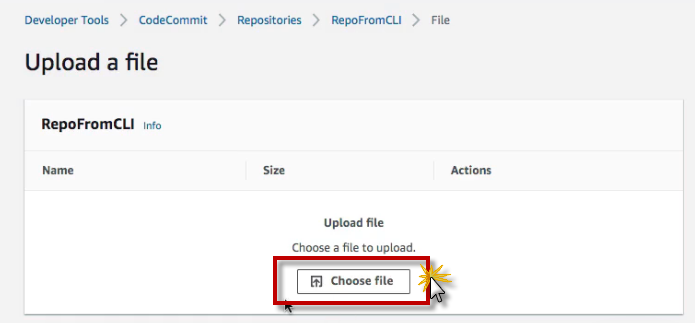 Developer Tools > CodeCommit > Repositories > RepoFromCLI > File
Upload a file
RepoFromCLI Info
Name Size Actions
Upload file
Choose a file to upload.
Choose file